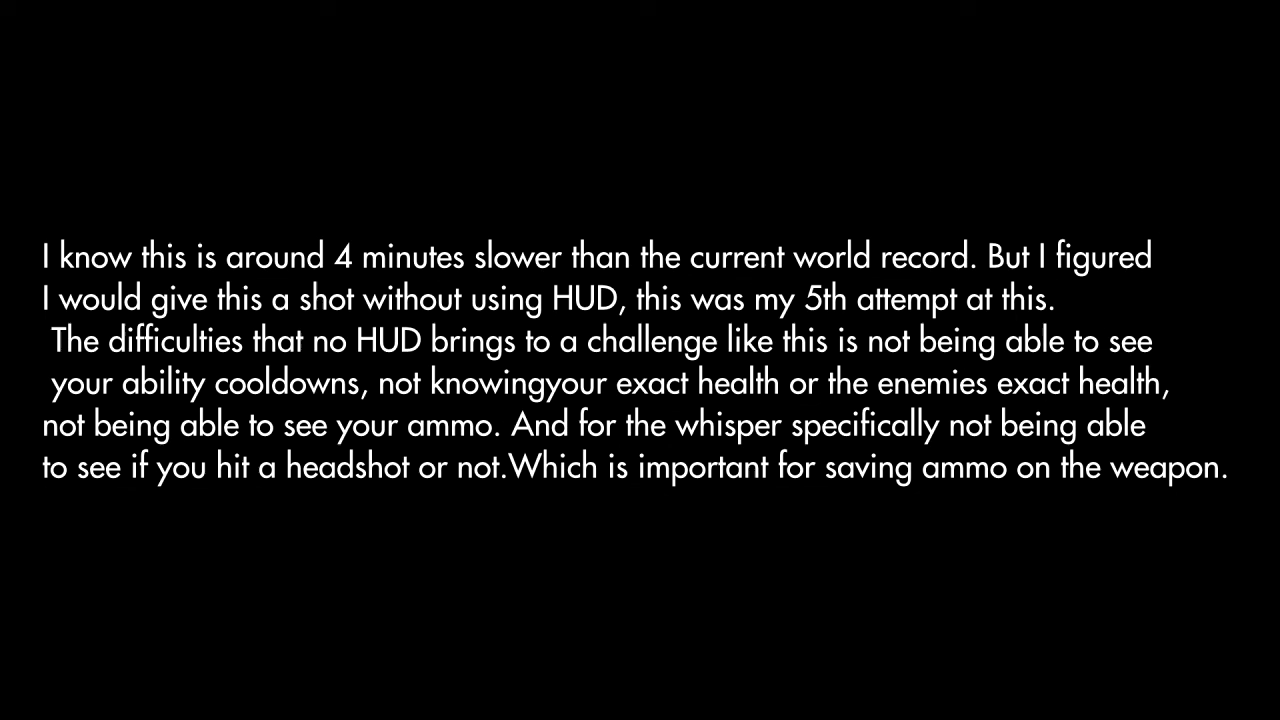 I know this is around 4 minutes slower than the current world record. But I figured
I would give this a shot without using HUD, this was my 5th attempt at this.
The difficulties that no HUD brings to a challenge like this is not being able to see
your ability cooldowns, not knowingyour exact health or the enemies exact health,
not being able to see your ammo. And for the whisper specifically not being able
to see if you hit a headshot or not.Which is important for saving ammo on the weapon.